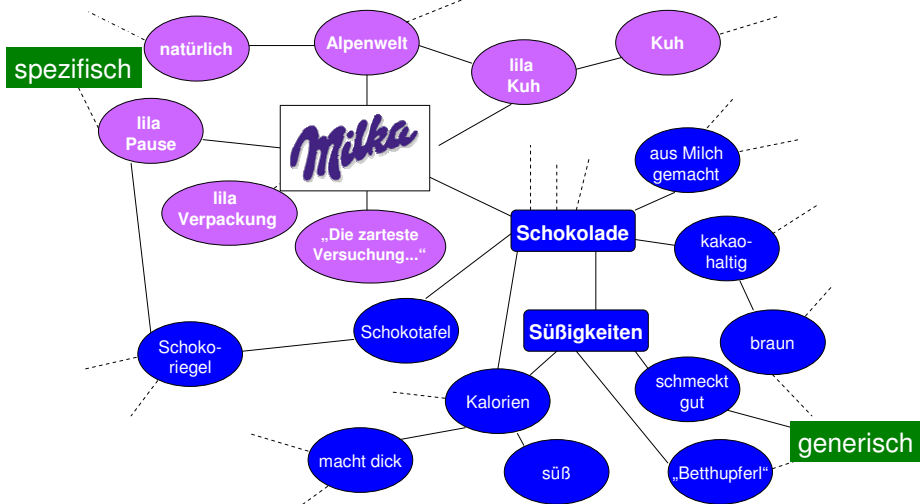 natürlich
Alpenwelt
lila
Kuh
Kuh
spezifisch
lila
Pause
Milka
aus Milch
gemacht
lila
Verpackung
„Die zarteste
Versuchung...“
Schokolade
kakao-
haltig
Schokotafel
Süßigkeiten
Schoko-
riegel
braun
Kalorien
schmeckt
gut
generisch
macht dick
süß
„Betthupferl“